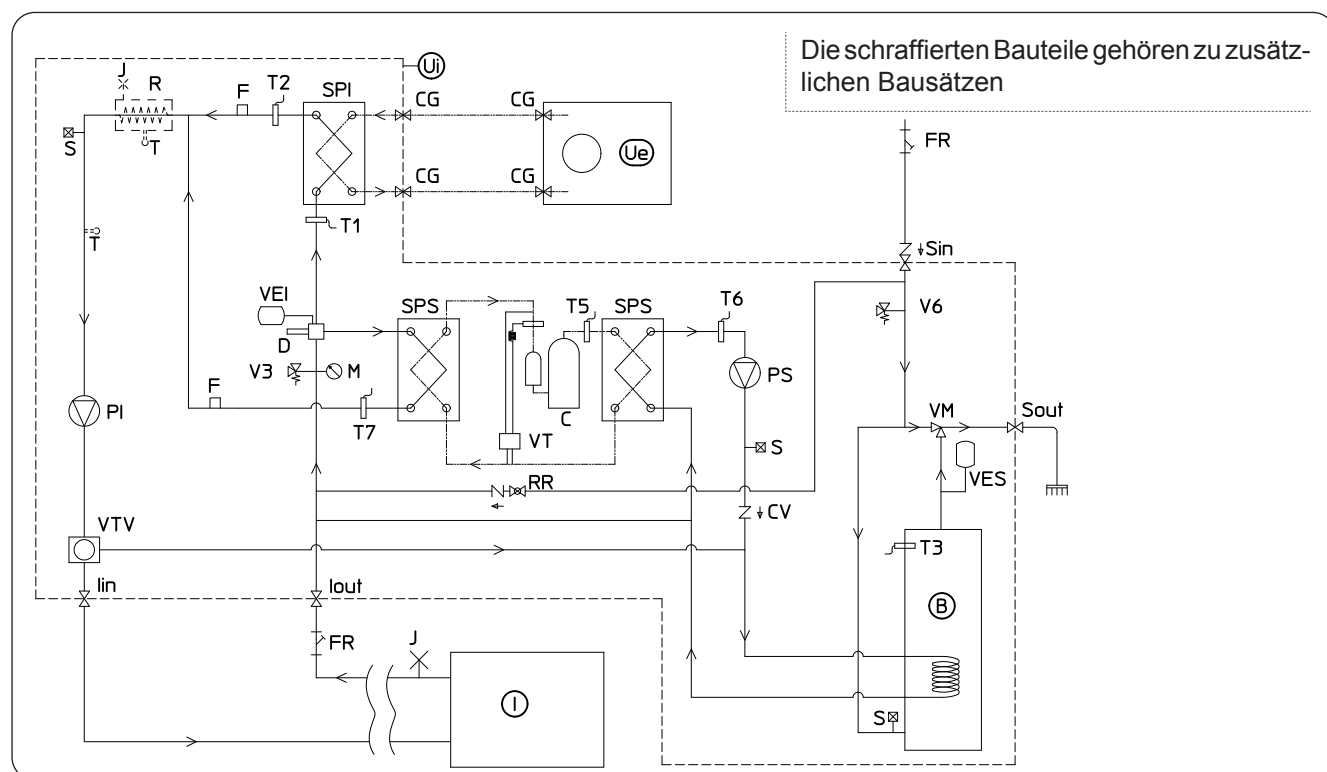 Die schraffierten Bauteile gehören zu zusätz-
lichen Bausätzen
Ui
J
R
F
T2
SPI
CG
CG
S
T
Ue
FR
CG
CG
T
T1
Sin
VEI
SPS
T5
SPS
T6
V6
D
V3
M
PS
F
PI
T7
VT
C
VM
Sout
S
VES
RR
CV
VTV
T3
Iin
Iout
B
FR
J
I
S